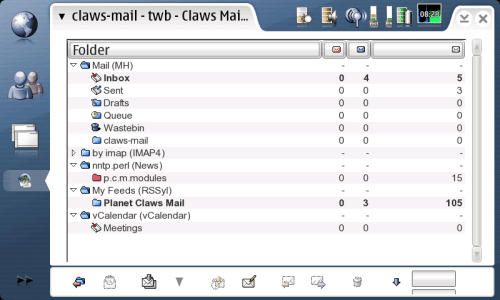 claws-mail - twb - Claws Mai...
08:28
Folder
Mail (MH) - - -
Inbox 0 4 5
Sent 0 0 3
Drafts 0 0 0
Queue 0 0 0
Wastebin 0 0 0
claws-mail 0 0 0
by imap (IMAP4) - - -
nntp.perl (News) - - -
p.c.m.modules 0 0 15
My Feeds (RSSyl) - - -
Planet Claws Mail 0 3 105
vCalendar (vCalendar) - - -
Meetings 0 0 0